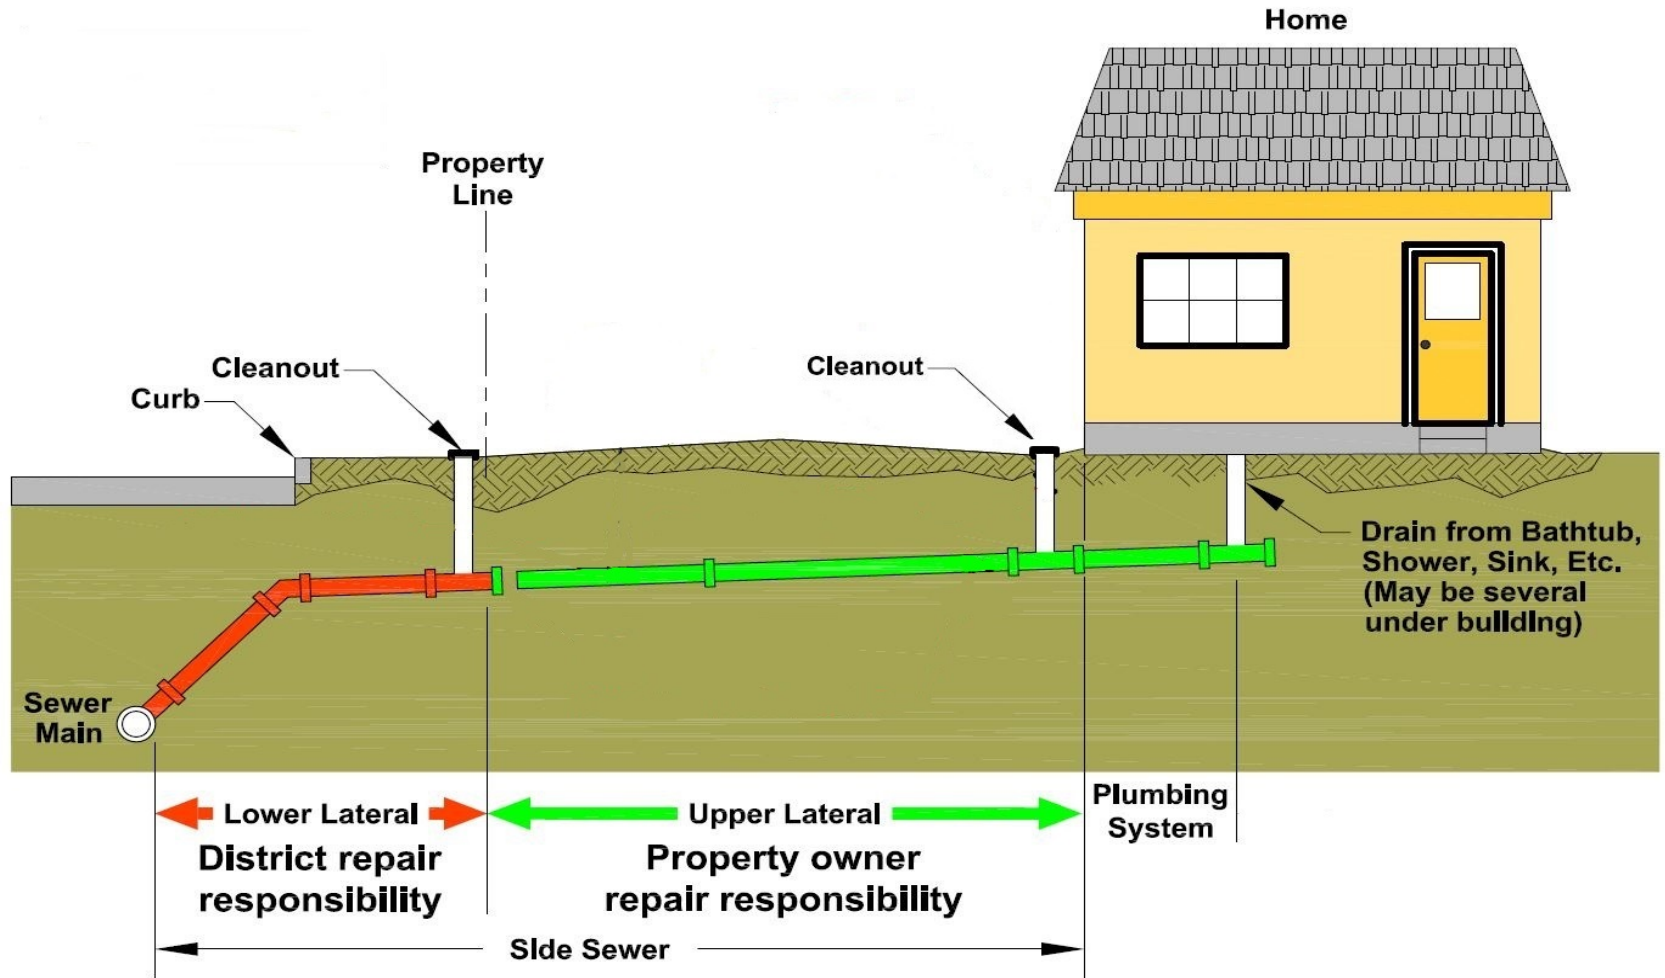 Home
Property
Line
Cleanout
Curb
Cleanout
Drain from Bathtub,
Shower, Sink, Etc.
(May be several
under building)
Sewer
Main
Lower Lateral
District repair
responsibility
Upper Lateral
Property owner
repair responsibility
Plumbing
System
Side Sewer